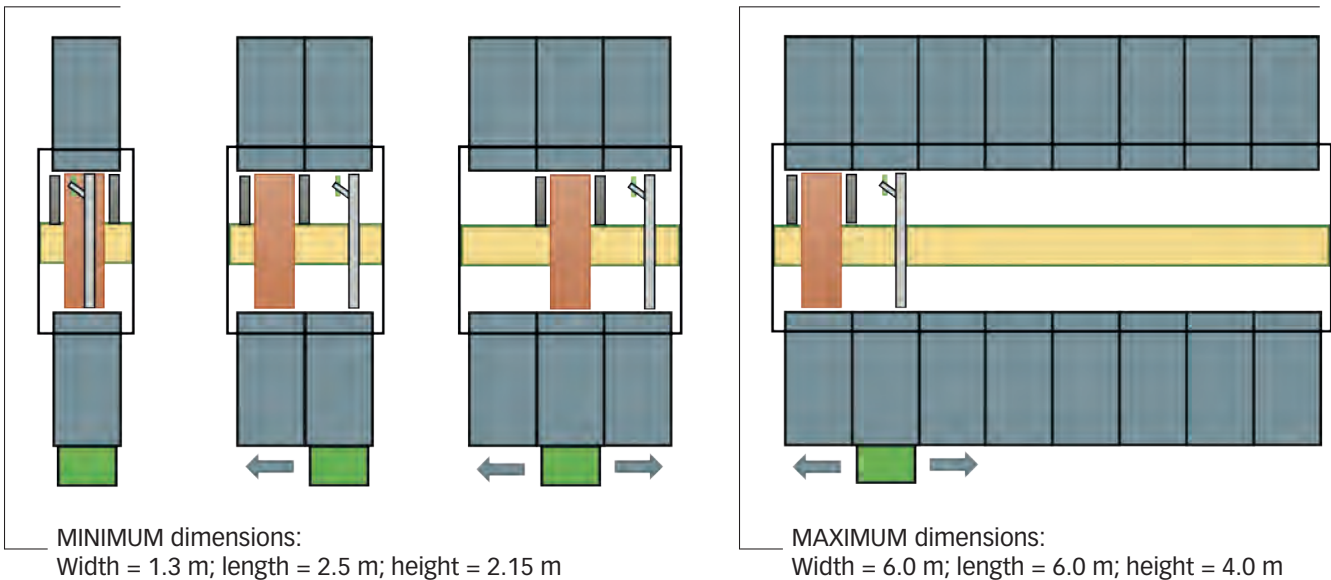 MINIMUM dimensions:
Width = 1.3 m; length = 2.5 m; height = 2.15 m
MAXIMUM dimensions:
Width = 6.0 m; length = 6.0 m; height = 4.0 m